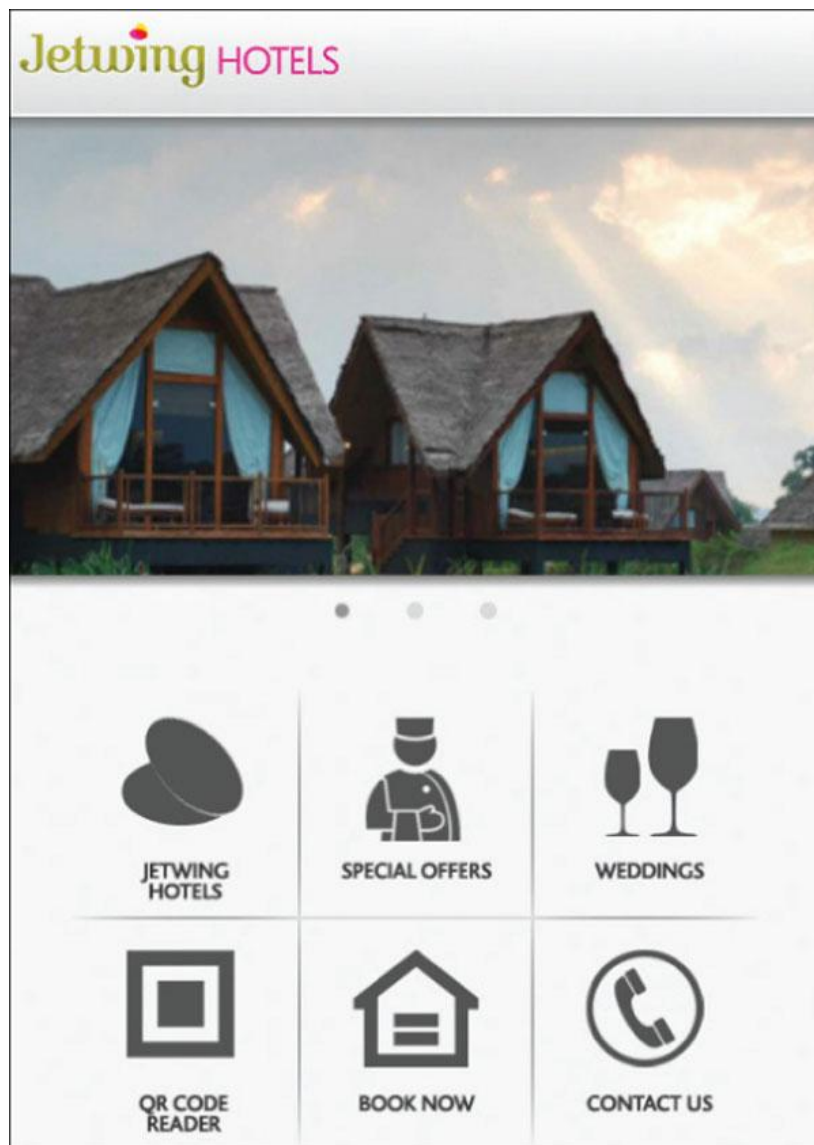 Jetwing HOTELS
JETWING
HOTELS
SPECIAL OFFERS
WEDDINGS
QR CODE
READER
BOOK NOW
CONTACT US